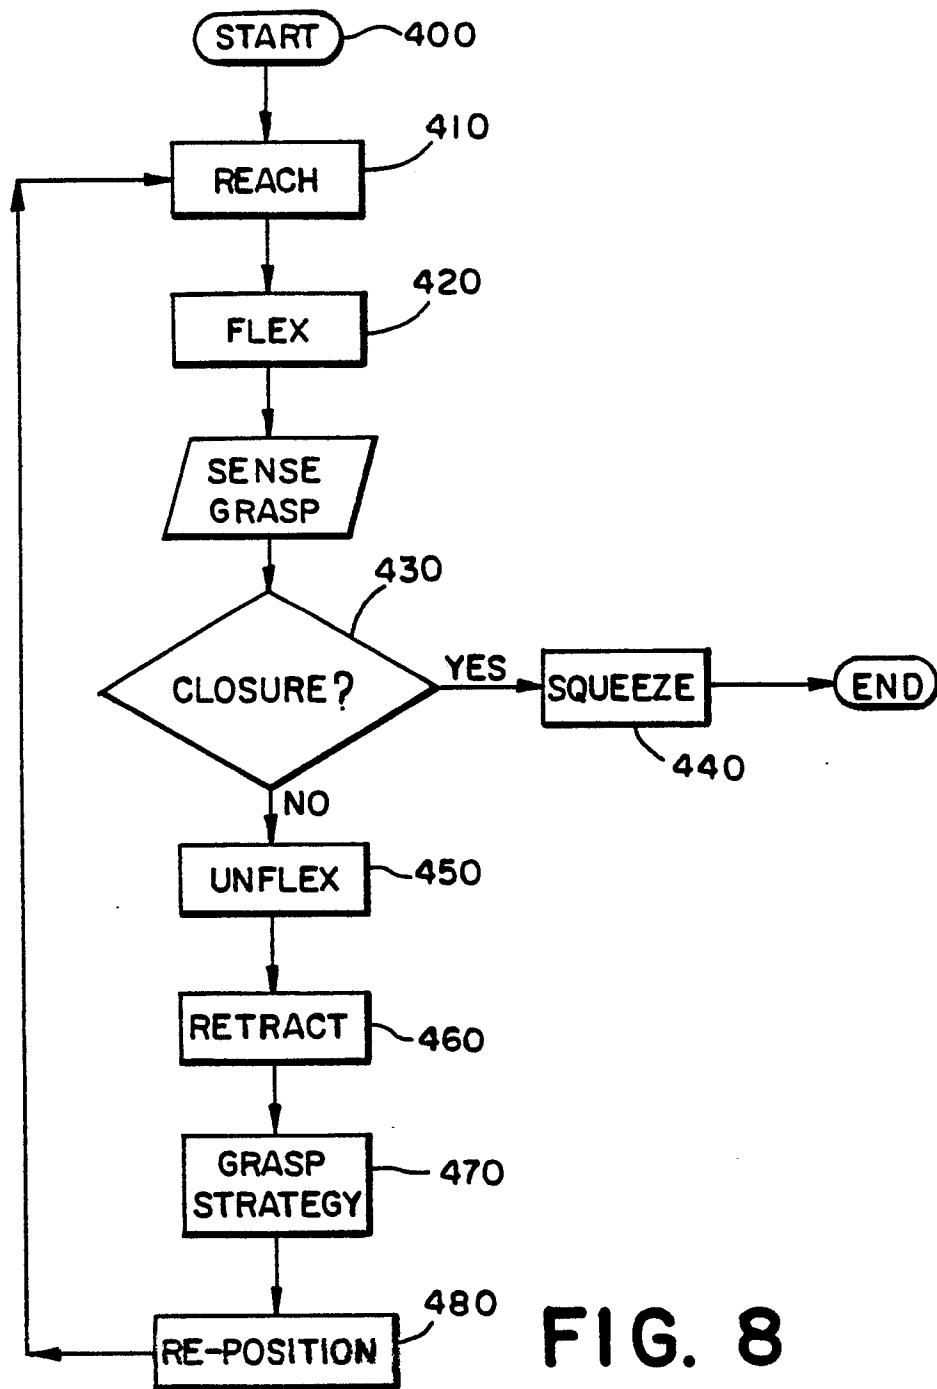 START
400
410
REACH
420
FLEX
SENSE
GRASP
430
CLOSURE?
YES
SQUEEZE
END
440
NO
UNFLEX
450
RETRACT
460
GRASP
STRATEGY
470
480
RE-POSITION
FIG. 8